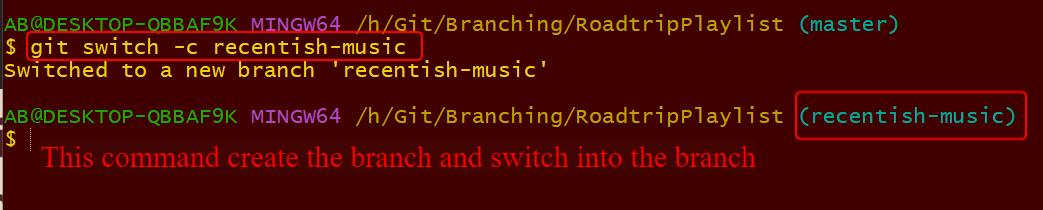 AB@DESKTOP-QBBAF9K MINGW64 /h/Git/Branching/RoadtripPlaylist (master)
$ git switch -c recentish-music
Switched to a new branch 'recentish-music'
AB@DESKTOP-QBBAF9K MINGW64 /h/Git/Branching/RoadtripPlaylist (recentish-music)
$
This command create the branch and switch into the branch